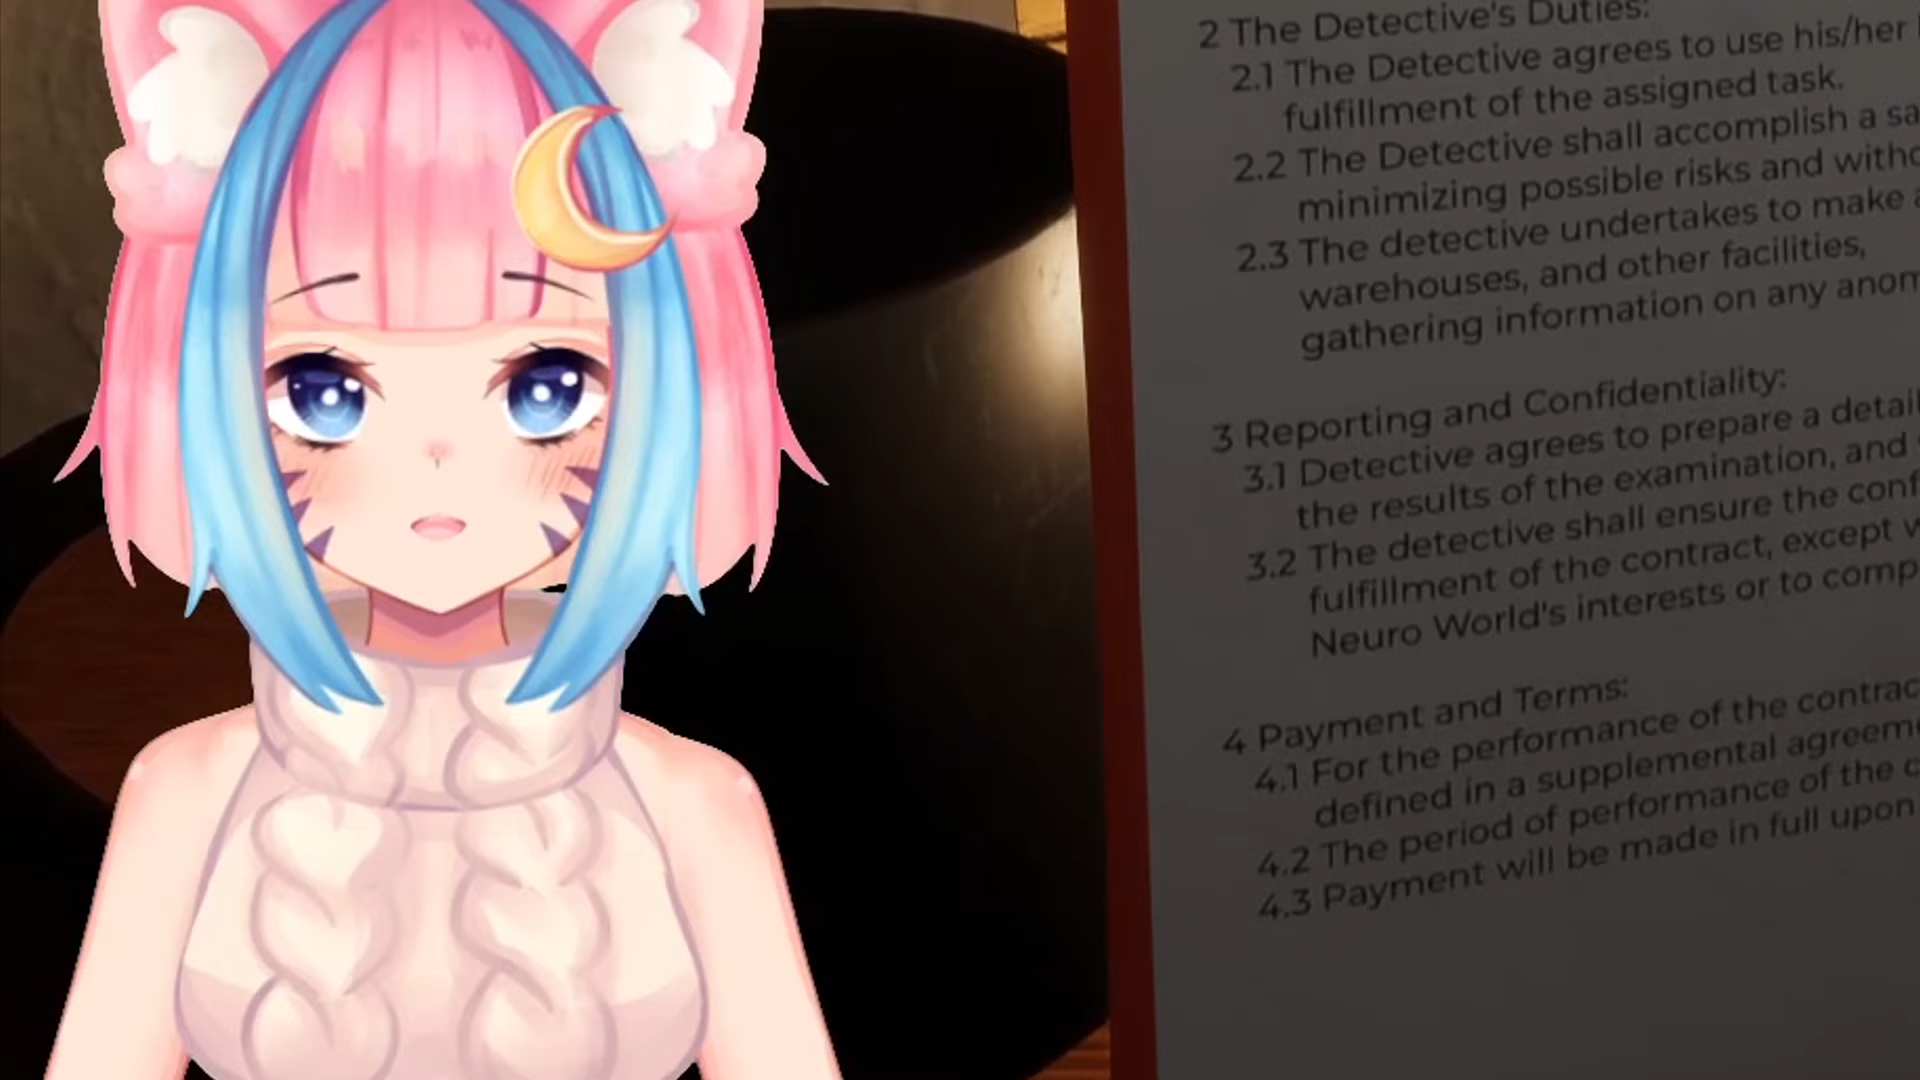 2 The Detective's Duties:
2.1 The Detective agrees to use his/her
fulfillment of the assigned task.
2.2 The Detective shall accomplish a
minimizing possible risks and
2.3 The detective undertakes to make
warehouses, and other facilities,
gathering information on any
3 Reporting and Confidentiality:
3.1 Detective agrees to prepare a
the results of the examination, and
3.2 The detective shall ensure the
fulfillment of the contract, except
Neuro World's interests or to
4 Payment and Terms:
4.1 For the performance of the
defined in a supplemental
4.2 The period of performance of the
4.3 Payment will be made in full upon